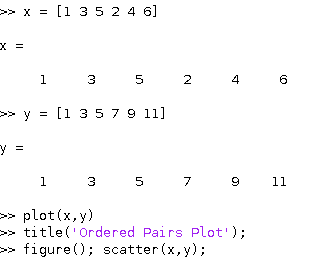 >> x = [1 3 5 2 4 6]
x =
1 3 5 2 4 6
>> y = [1 3 5 7 9 11]
y =
1 3 5 7 9 11
>> plot(x,y)
>> title('Ordered Pairs Plot');
>> figure(); scatter(x,y);